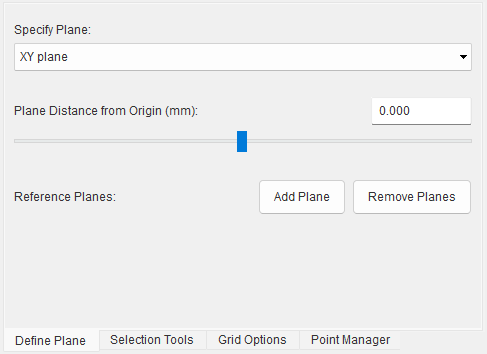 Specify Plane:
XY plane
Plane Distance from Origin (mm): 0.000
Reference Planes: Add Plane Remove Planes
Define Plane Selection Tools Grid Options Point Manager